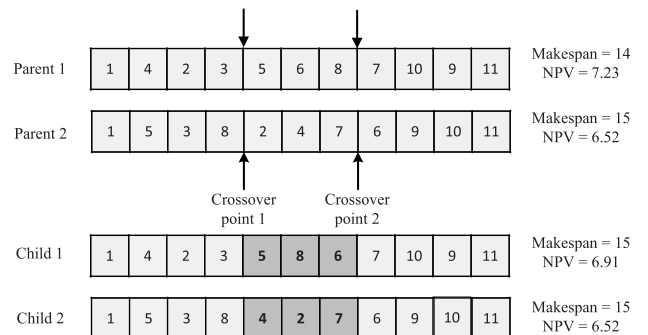 Parent 1 1 4 2 3 5 6 8 7 10 9 11 Makespan = 14
NPV = 7.23
Parent 2 1 5 3 8 2 4 7 6 9 10 11 Makespan = 15
NPV = 6.52
Crossover point 1
Crossover point 2
Child 1 1 4 2 3 5 8 6 7 10 9 11 Makespan = 15
NPV = 6.91
Child 2 1 5 3 8 4 2 7 6 9 10 11 Makespan = 15
NPV = 6.52